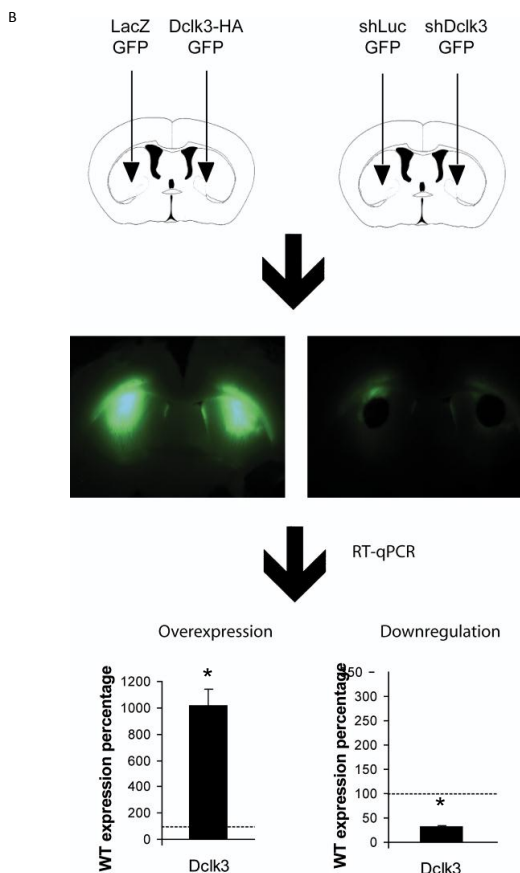 B
LacZ Dclk3-HA
GFP GFP
shLuc shDclk3
GFP GFP
RT-qPCR
Overexpression
WT expression percentage
1200
1000
800
600
400
200
0
*
Dclk3
Downregulation
WT expression percentage
350
300
250
200
150
100
50
0
*
Dclk3